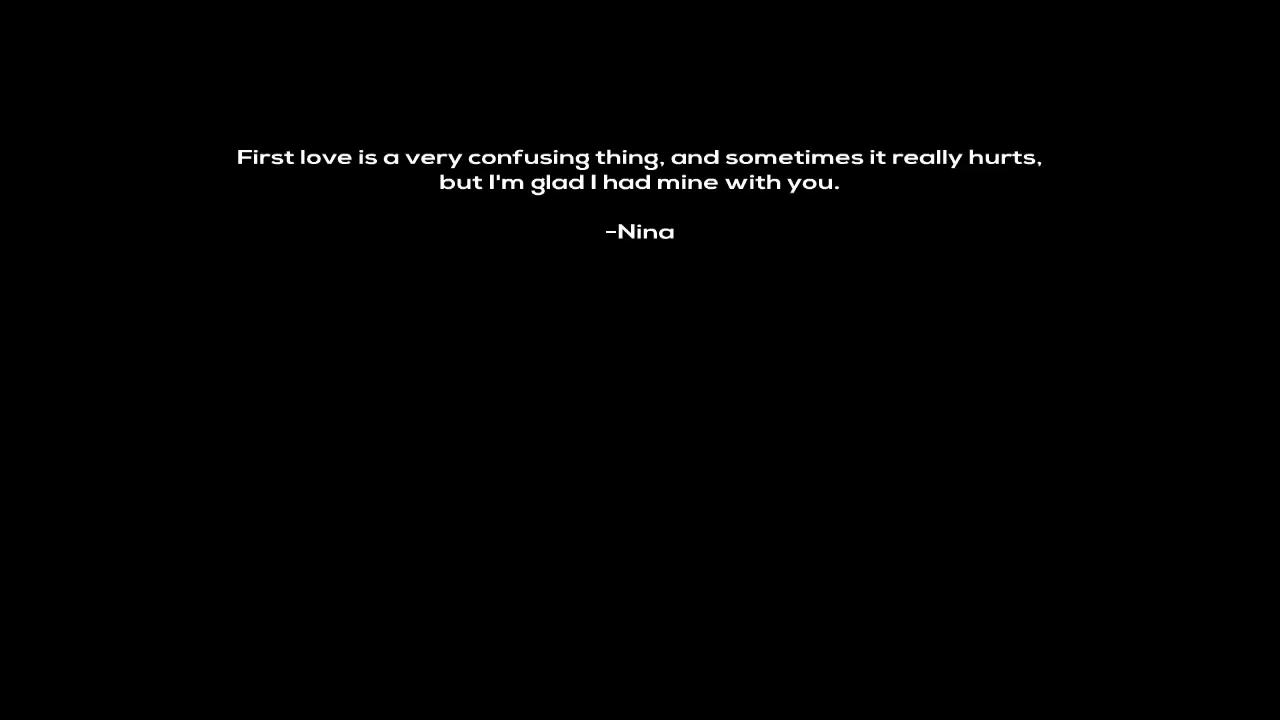 First love is a very confusing thing, and sometimes it really hurts,
but I'm glad I had mine with you.
-Nina